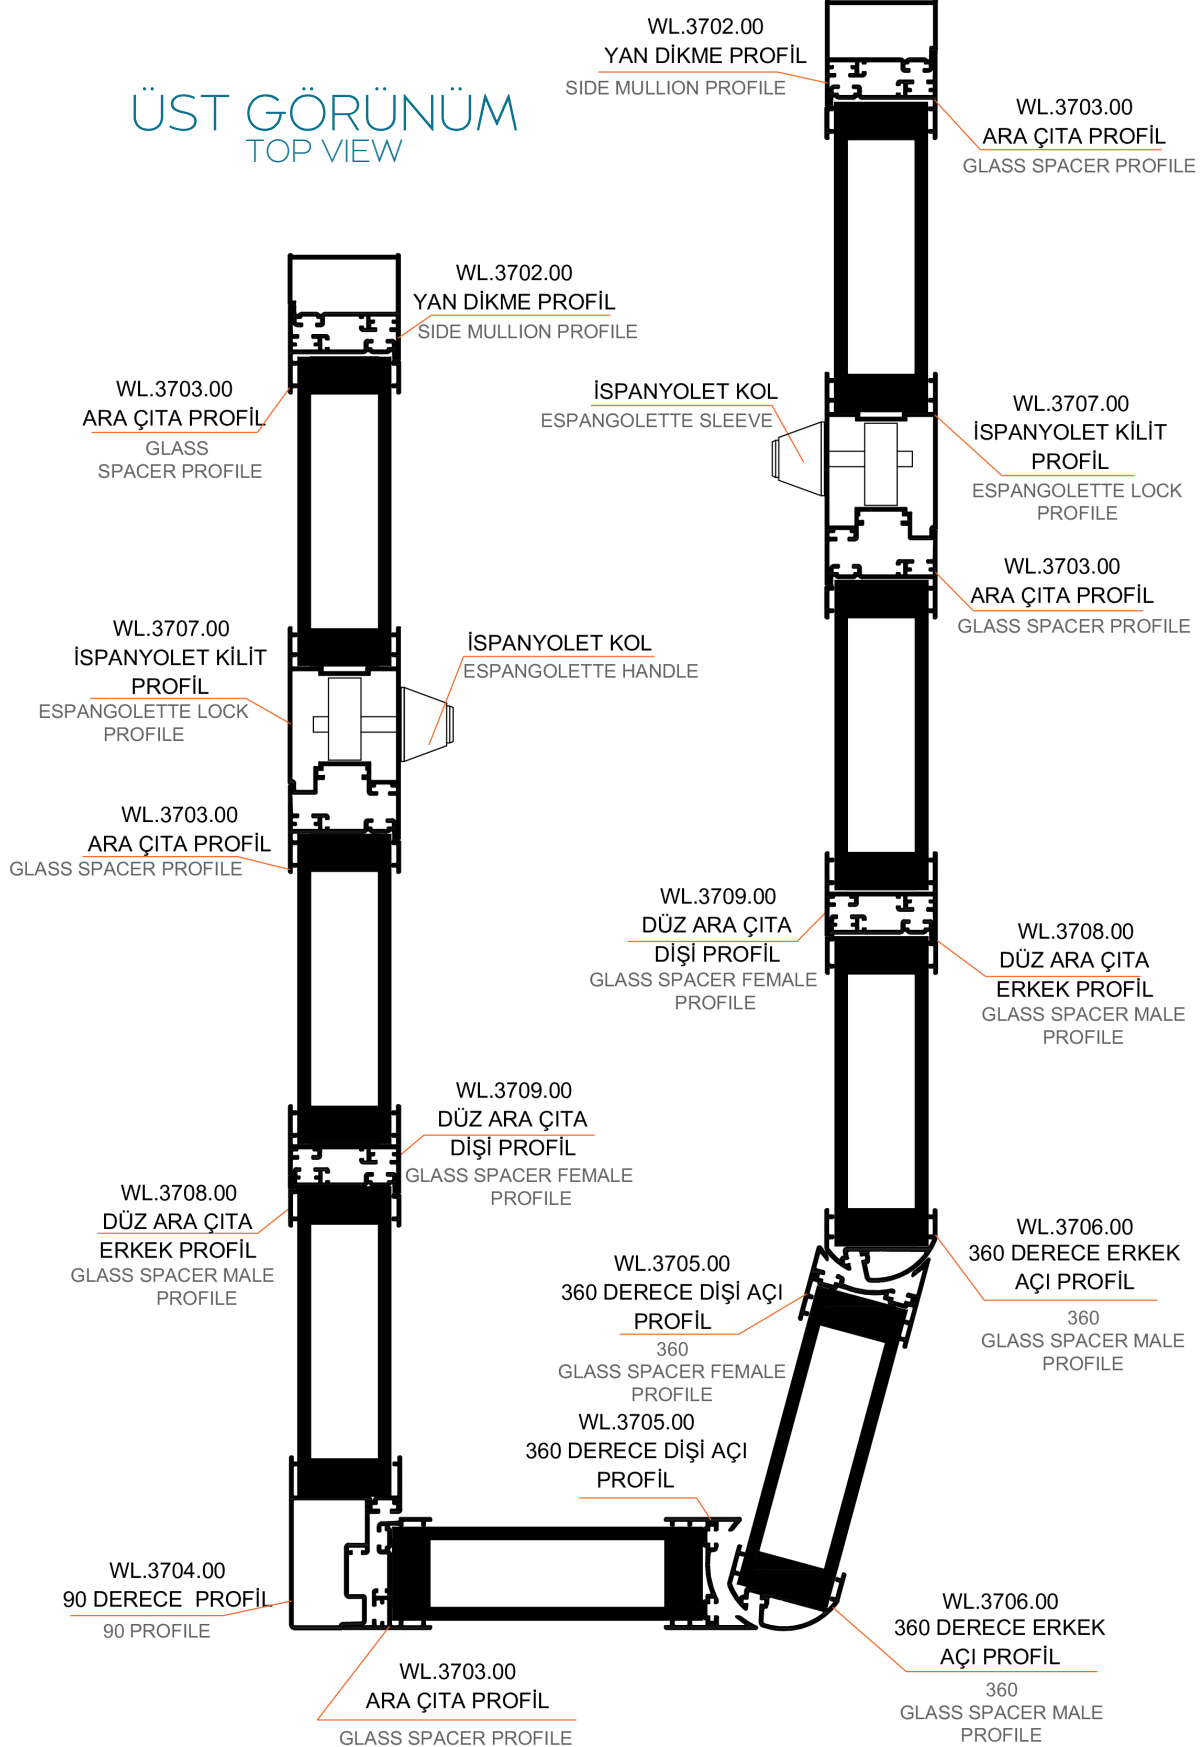 ÜST GÖRÜNÜM
TOP VIEW
WL.3702.00
YAN DİKME PROFİL
SIDE MULLION PROFILE
WL.3703.00
ARA ÇITA PROFİL
GLASS SPACER PROFILE
WL.3702.00
YAN DİKME PROFİL
SIDE MULLION PROFILE
WL.3703.00
ARA ÇITA PROFİL
GLASS
SPACER PROFILE
İSPANYOLET KOL
ESPANGOLETTE SLEEVE
WL.3707.00
İSPANYOLET KİLİT
PROFİL
ESPANGOLETTE LOCK
PROFILE
WL.3703.00
ARA ÇITA PROFİL
GLASS SPACER PROFILE
WL.3707.00
İSPANYOLET KİLİT
PROFİL
ESPANGOLETTE LOCK
PROFILE
İSPANYOLET KOL
ESPANGOLETTE HANDLE
WL.3703.00
ARA ÇITA PROFİL
GLASS SPACER PROFILE
WL.3709.00
DÜZ ARA ÇITA
DİŞİ PROFİL
GLASS SPACER FEMALE
PROFILE
WL.3708.00
DÜZ ARA ÇITA
ERKEK PROFİL
GLASS SPACER MALE
PROFILE
WL.3709.00
DÜZ ARA ÇITA
DİŞİ PROFİL
GLASS SPACER FEMALE
PROFILE
WL.3708.00
DÜZ ARA ÇITA
ERKEK PROFİL
GLASS SPACER MALE
PROFILE
WL.3706.00
360 DERECE ERKEK
AÇI PROFİL
360
GLASS SPACER MALE
PROFILE
WL.3705.00
360 DERECE DİŞİ AÇI
PROFİL
360
GLASS SPACER FEMALE
PROFILE
WL.3705.00
360 DERECE DİŞİ AÇI
PROFİL
WL.3704.00
90 DERECE PROFİL
90 PROFILE
WL.3706.00
360 DERECE ERKEK
AÇI PROFİL
360
GLASS SPACER MALE
PROFILE
WL.3703.00
ARA ÇITA PROFİL
GLASS SPACER PROFILE